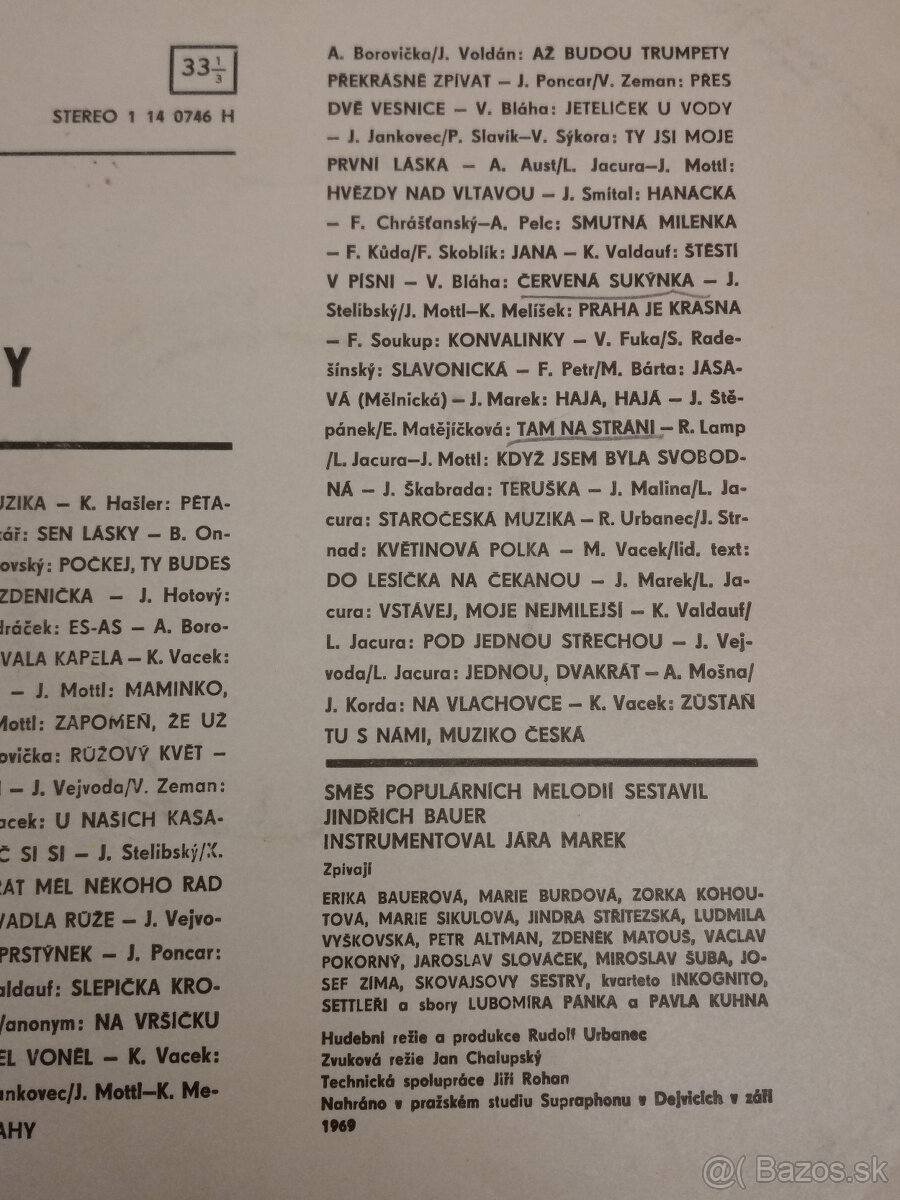 33 1/3
STEREO 1 14 0746 H
Y
UZIKA – K. Hašler: PĚTA-
ář: SEN LÁSKY – B. On-
ovský: POČKEJ, TY BUDEŠ
ZDENIČKA – J. Hotový:
dráček: ES-AS – A. Boro-
VALA KAPELA – K. Vacek:
– J. Mottl: MAMINKO,
Mottl: ZAPOMEŇ, ŽE UŽ
ovička: RŮŽOVÝ KVĚT –
– J. Vejvoda/V. Zeman:
acek: U NAŠICH KASÁ-
Č SI SI – J. Stelibský/K.
RÁT MĚL NĚKOHO RÁD
VADLÁ RŮŽE – J. Vejvo-
PRSTÝNEK – J. Poncar:
aldauf: SLEPIČKA KRO-
/anonym: NA VRŠÍČKU
EL VONĚL – K. Vacek:
ankovec/J. Mottl–K. Me-
AHY
A. Borovička/J. Voldán: AŽ BUDOU TRUMPETY
PŘEKRÁSNĚ ZPÍVAT – J. Poncar/V. Zeman: PŘES
DVĚ VESNICE – V. Bláha: JETELÍČEK U VODY
– J. Jankovec/P. Slavík–V. Sýkora: TY JSI MOJE
PRVNÍ LÁSKA – A. Aust/L. Jacura–J. Mottl:
HVĚZDY NAD VLTAVOU – J. Smítal: HANÁCKÁ
– F. Chrášťanský–A. Pelc: SMUTNÁ MILENKA
– F. Kůda/F. Skoblík: JANA – K. Valdauf: ŠTĚSTÍ
V PÍSNI – V. Bláha: ČERVENÁ SUKÝNKA – J.
Stelibský/J. Mottl–K. Melíšek: PRAHA JE KRÁSNÁ
– F. Soukup: KONVALINKY – V. Fuka/S. Rade-
šínský: SLAVONICKÁ – F. Petr/M. Bárta: JÁSA-
VÁ (Mělnická) – J. Marek: HAJA, HAJÁ – J. Ště-
pánek/E. Matějíčková: TAM NA STRÁNI – R. Lamp
/L. Jacura–J. Mottl: KDYŽ JSEM BYLA SVOBOD-
NÁ – J. Škabrada: TERUŠKA – J. Malina/L. Ja-
cura: STAROČESKÁ MUZIKA – R. Urbanec/J. Str-
nad: KVĚTINOVÁ POLKA – M. Vacek/lid. text:
DO LESÍČKA NA ČEKANOU – J. Marek/L. Ja-
cura: VSTÁVEJ, MOJE NEJMILEJŠÍ – K. Valdauf/
L. Jacura: POD JEDNOU STŘECHOU – J. Vej-
voda/L. Jacura: JEDNOU, DVAKRÁT – A. Mošna/
J. Korda: NA VLACHOVCE – K. Vacek: ZŮSTAŇ
TU S NÁMI, MUZIKO ČESKÁ
SMĚS POPULÁRNÍCH MELODIÍ SESTAVIL
JINDŘICH BAUER
INSTRUMENTOVAL JÁRA MAREK
Zpívají
ERIKA BAUEROVÁ, MARIE BURDOVÁ, ZORKA KOHOU-
TOVÁ, MARIE SIKULOVÁ, JINDRA STŘÍTEZSKÁ, LUDMILA
VYŠKOVSKÁ, PETR ALTMAN, ZDENĚK MATOUŠ, VÁCLAV
POKORNÝ, JAROSLAV SLOVÁČEK, MIROSLAV ŠUBA, JO-
SEF ZÍMA, SKOVAJSOVY SESTRY, kvarteto INKOGNITO,
SETTLEŘI a sbory LUBOMÍRA PÁNKA a PAVLA KÜHNA
Hudební režie a produkce Rudolf Urbanec
Zvuková režie Jan Chalupský
Technická spolupráce Jiří Rohan
Nahráno v pražském studiu Supraphonu v Dejvicích v září
1969
@( Bazos.sk